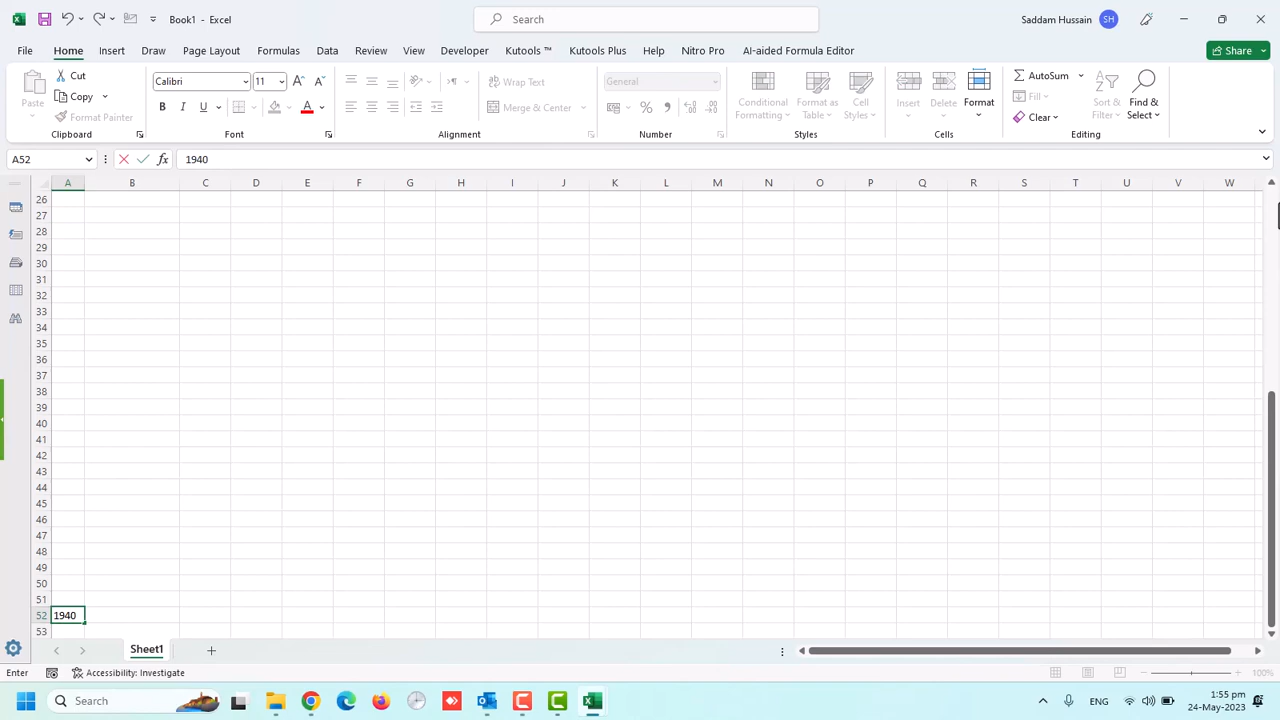 Book1 - Excel
Search
Saddam Hussain
SH
File Home Insert Draw Page Layout Formulas Data Review View Developer Kutools ™ Kutools Plus Help Nitro Pro AI-aided Formula Editor
Share
Paste
Cut
Copy
Format Painter
Clipboard
Calibri
11
B I U
A
Font
Wrap Text
Merge & Center
Alignment
General
%
Number
Conditional Formatting
Format as Table
Cell Styles
Styles
Insert
Delete
Format
Cells
AutoSum
Fill
Clear
Sort & Filter
Find & Select
Editing
A52
fx
1940
A B C D E F G H I J K L M N O P Q R S T U V W
26
27
28
29
30
31
32
33
34
35
36
37
38
39
40
41
42
43
44
45
46
47
48
49
50
51
52 1940
53
Sheet1
Enter
Accessibility: Investigate
100%
Search
ENG
1:55 pm
24-May-2023